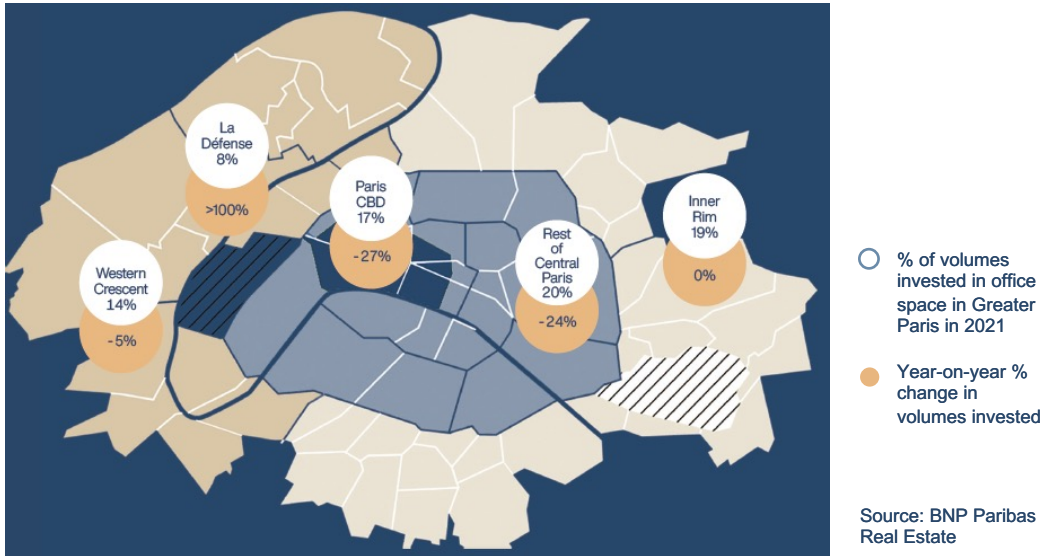 La
Défense
8%
>100%
Paris
CBD
17%
-27%
Inner
Rim
19%
0%
Rest
of
Central
Paris
20%
-24%
Western
Crescent
14%
-5%
% of volumes
invested in office
space in Greater
Paris in 2021
Year-on-year %
change in
volumes invested
Source: BNP Paribas
Real Estate